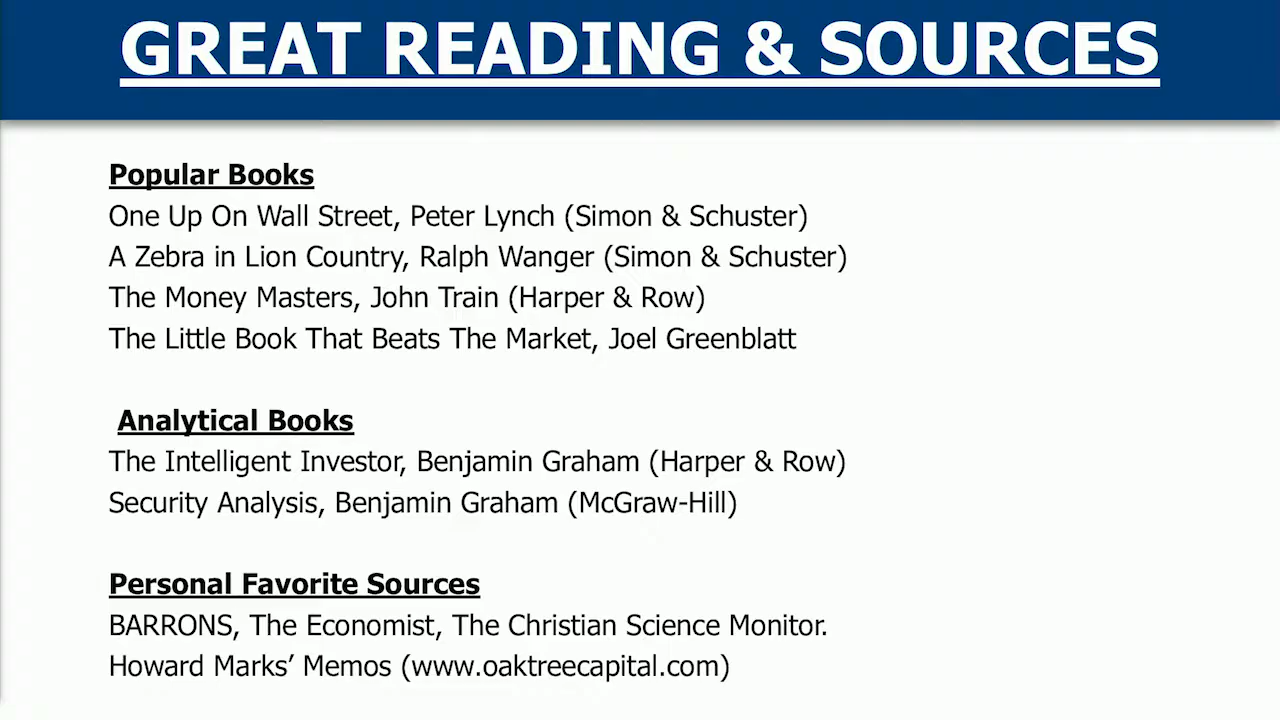 GREAT READING & SOURCES
Popular Books
One Up On Wall Street, Peter Lynch (Simon & Schuster)
A Zebra in Lion Country, Ralph Wanger (Simon & Schuster)
The Money Masters, John Train (Harper & Row)
The Little Book That Beats The Market, Joel Greenblatt
Analytical Books
The Intelligent Investor, Benjamin Graham (Harper & Row)
Security Analysis, Benjamin Graham (McGraw-Hill)
Personal Favorite Sources
BARRONS, The Economist, The Christian Science Monitor.
Howard Marks’ Memos (www.oaktreecapital.com)